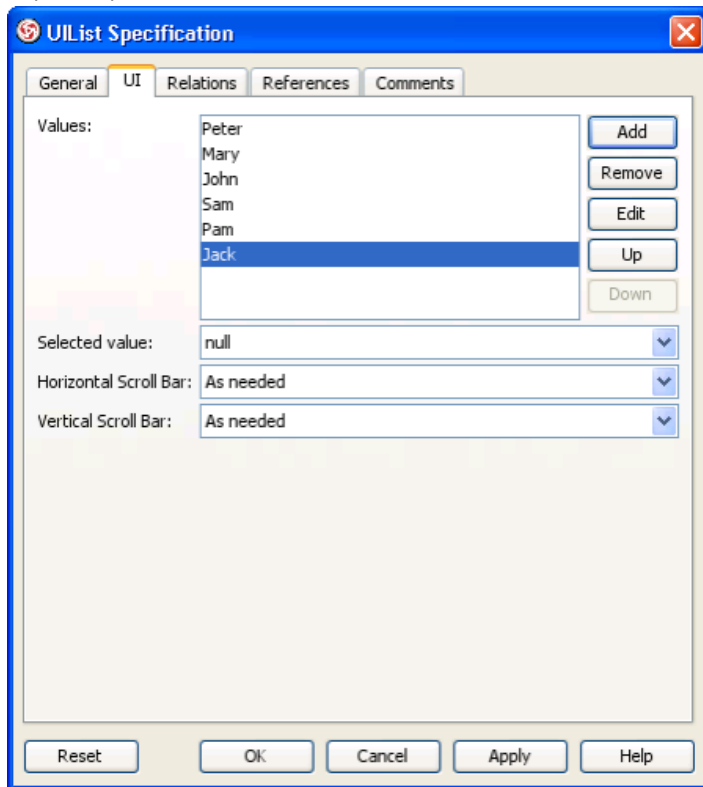 UIList Specification
General UI Relations References Comments
Values:
Peter
Mary
John
Sam
Pam
Jack
Add
Remove
Edit
Up
Down
Selected value: null
Horizontal Scroll Bar: As needed
Vertical Scroll Bar: As needed
Reset OK Cancel Apply Help